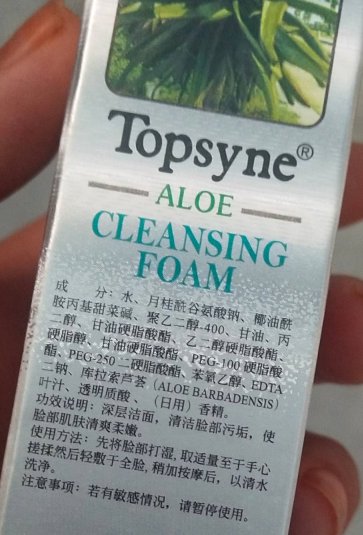 Topsyne®
ALOE
CLEANSING
FOAM
成 分：水、月桂酰谷氨酸钠、椰油酰
胺丙基甜菜碱、聚乙二醇-400、甘油、丙
二醇、甘油硬脂酸酯、乙二醇硬脂酸酯、
硬脂醇、甘油硬脂酸酯、PEG-100硬脂酸
酯、PEG-250二硬脂酸酯、苯氧乙醇、EDTA
二钠、库拉索芦荟（ALOE BARBADENSIS）
叶汁、透明质酸、（日用）香精。
功效说明：深层洁面，清洁脸部污垢，使
脸部肌肤清爽柔嫩。
使用方法：先将脸部打湿，取适量至于手心
搓揉然后轻敷于全脸，稍加按摩后，以清水
洗净。
注意事项：若有敏感情况，请暂停使用。